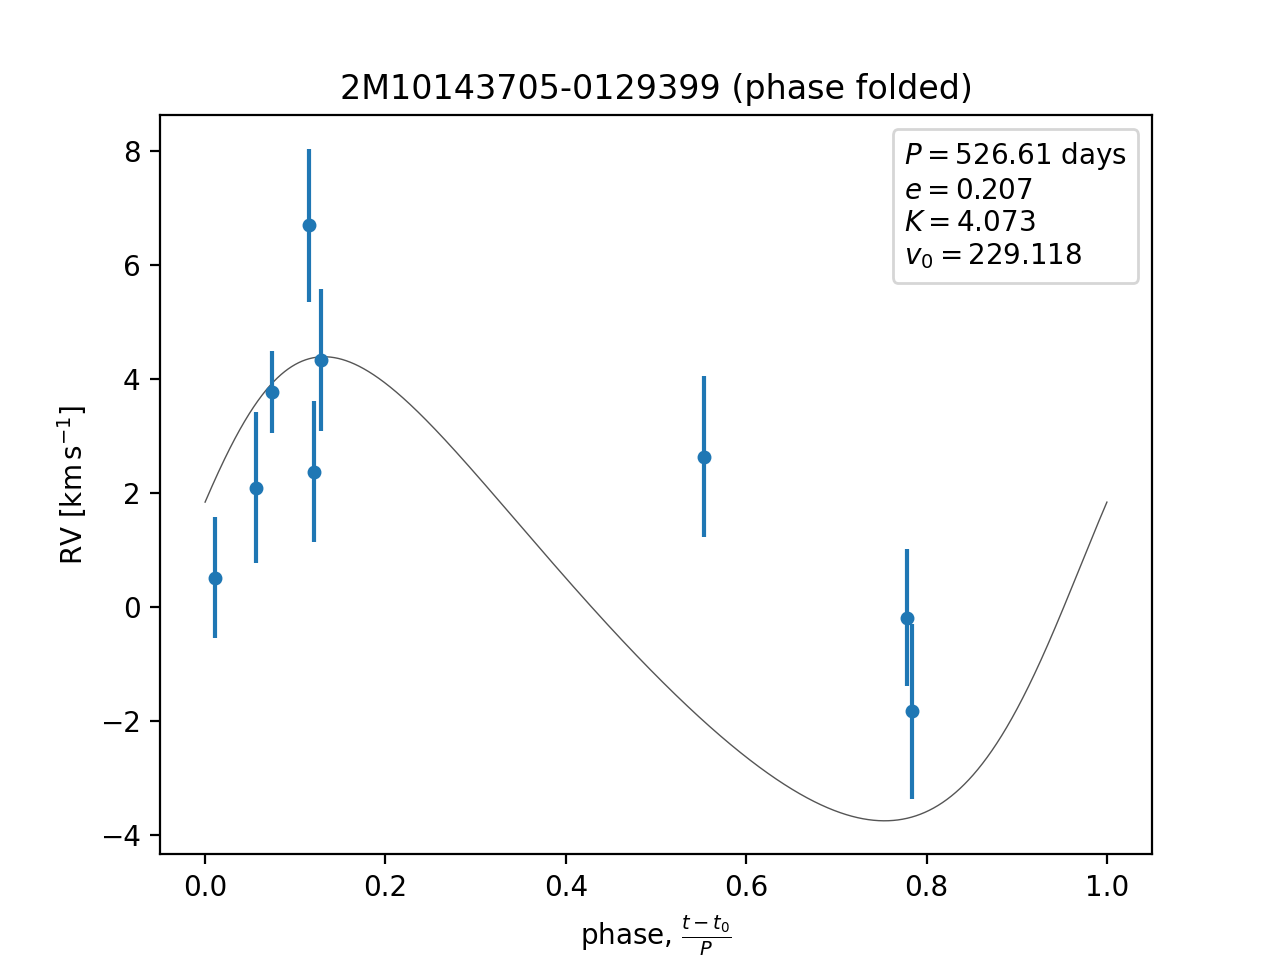 2M10143705-0129399 (phase folded)
P = 526.61 days
e = 0.207
K = 4.073
v₀ = 229.118
8
6
4
2
0
−2
−4
RV [km s⁻¹]
0.0 0.2 0.4 0.6 0.8 1.0
phase, (t − t₀)/P